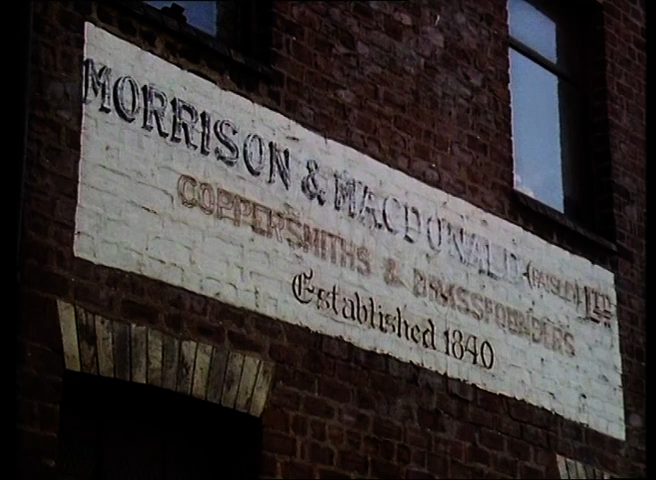 MORRISON & MACDONALD (PAISLEY) LTD
COPPERSMITHS & BRASSFOUNDERS
Established 1840